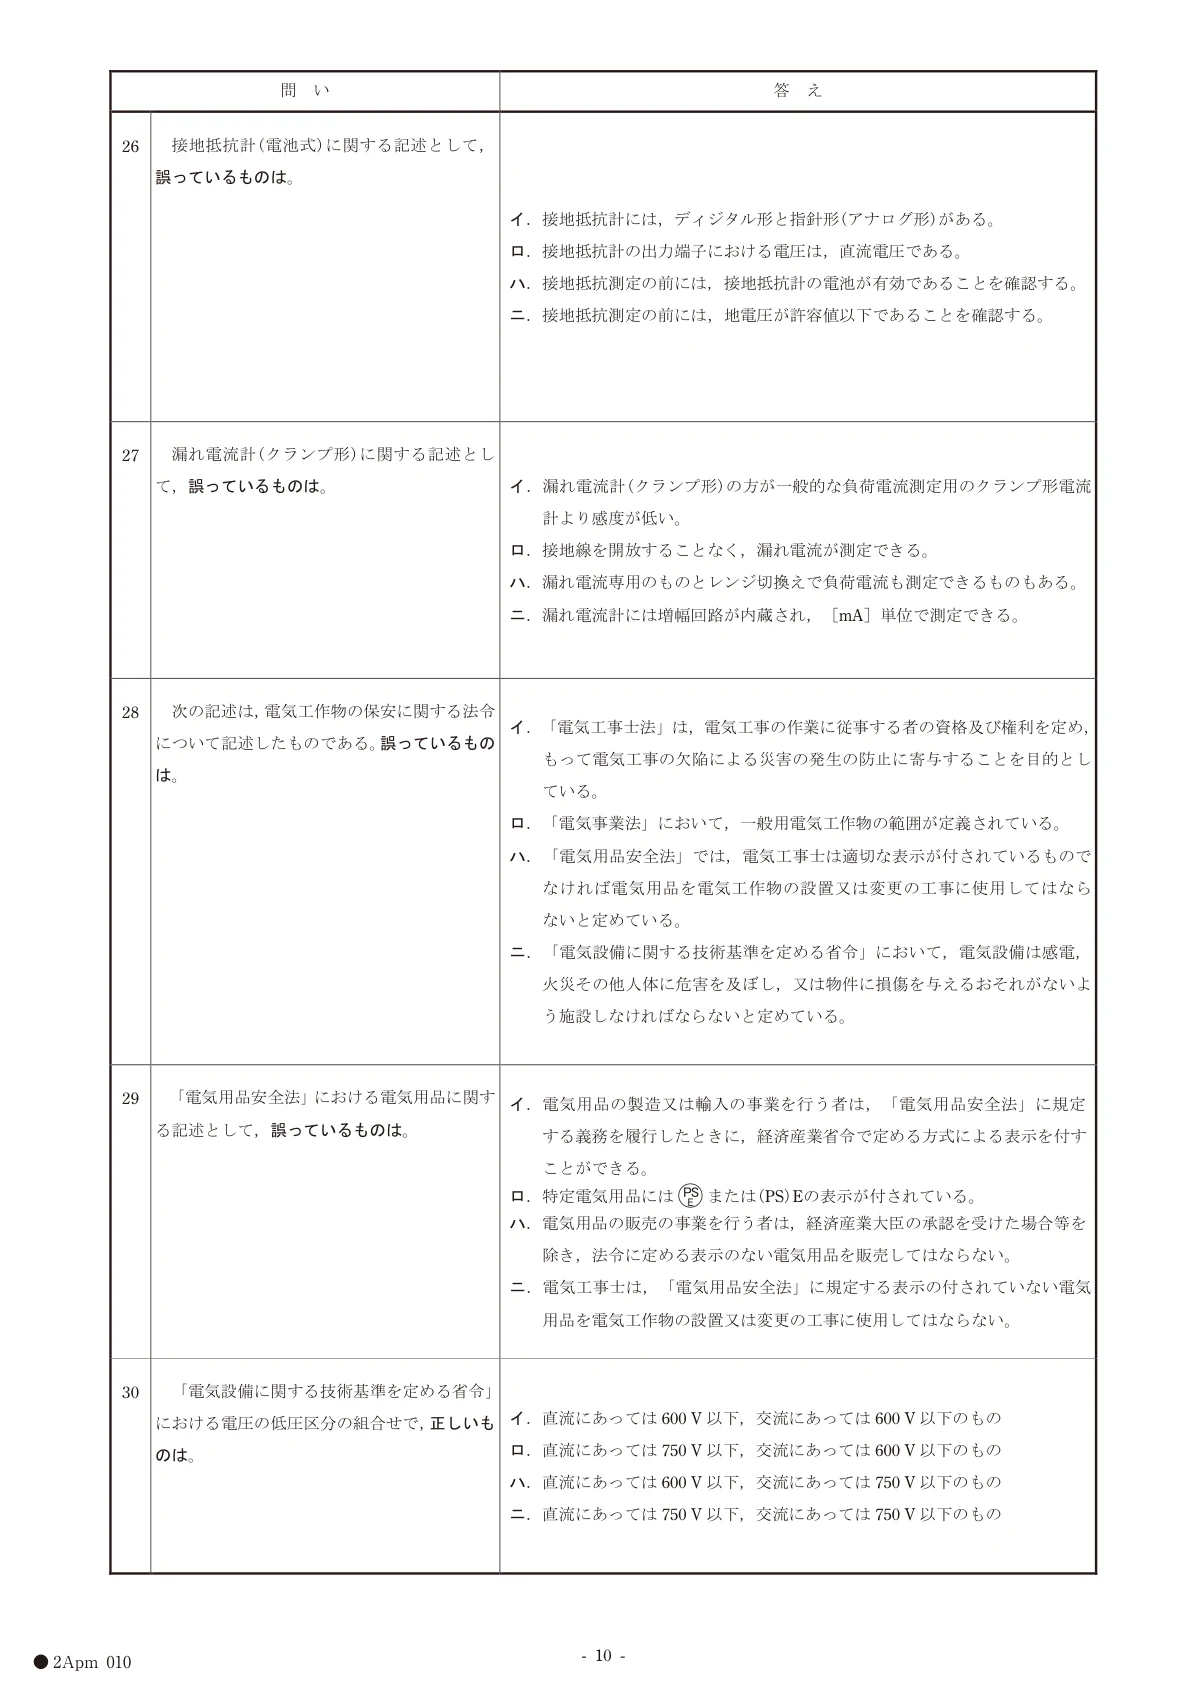 問　い　　答　え
26　接地抵抗計(電池式)に関する記述として，
誤っているものは。
イ．接地抵抗計には，ディジタル形と指針形(アナログ形)がある。
ロ．接地抵抗計の出力端子における電圧は，直流電圧である。
ハ．接地抵抗測定の前には，接地抵抗計の電池が有効であることを確認する。
ニ．接地抵抗測定の前には，地電圧が許容値以下であることを確認する。
27　漏れ電流計(クランプ形)に関する記述とし
て，誤っているものは。
イ．漏れ電流計(クランプ形)の方が一般的な負荷電流測定用のクランプ形電流
計より感度が低い。
ロ．接地線を開放することなく，漏れ電流が測定できる。
ハ．漏れ電流専用のものとレンジ切換えで負荷電流も測定できるものもある。
ニ．漏れ電流計には増幅回路が内蔵され，［mA］単位で測定できる。
28　次の記述は，電気工作物の保安に関する法令
について記述したものである。誤っているもの
は。
イ．「電気工事士法」は，電気工事の作業に従事する者の資格及び権利を定め，
もって電気工事の欠陥による災害の発生の防止に寄与することを目的とし
ている。
ロ．「電気事業法」において，一般用電気工作物の範囲が定義されている。
ハ．「電気用品安全法」では，電気工事士は適切な表示が付されているもので
なければ電気用品を電気工作物の設置又は変更の工事に使用してはなら
ないと定めている。
ニ．「電気設備に関する技術基準を定める省令」において，電気設備は感電，
火災その他人体に危害を及ぼし，又は物件に損傷を与えるおそれがないよ
う施設しなければならないと定めている。
29　「電気用品安全法」における電気用品に関す
る記述として，誤っているものは。
イ．電気用品の製造又は輸入の事業を行う者は，「電気用品安全法」に規定
する義務を履行したときに，経済産業省令で定める方式による表示を付す
ことができる。
ロ．特定電気用品には PSE または(PS)Eの表示が付されている。
ハ．電気用品の販売の事業を行う者は，経済産業大臣の承認を受けた場合等を
除き，法令に定める表示のない電気用品を販売してはならない。
ニ．電気工事士は，「電気用品安全法」に規定する表示の付されていない電気
用品を電気工作物の設置又は変更の工事に使用してはならない。
30　「電気設備に関する技術基準を定める省令」
における電圧の低圧区分の組合せで，正しいも
のは。
イ．直流にあっては 600 V 以下，交流にあっては 600 V 以下のもの
ロ．直流にあっては 750 V 以下，交流にあっては 600 V 以下のもの
ハ．直流にあっては 600 V 以下，交流にあっては 750 V 以下のもの
ニ．直流にあっては 750 V 以下，交流にあっては 750 V 以下のもの
- 10 -
●2Apm 010